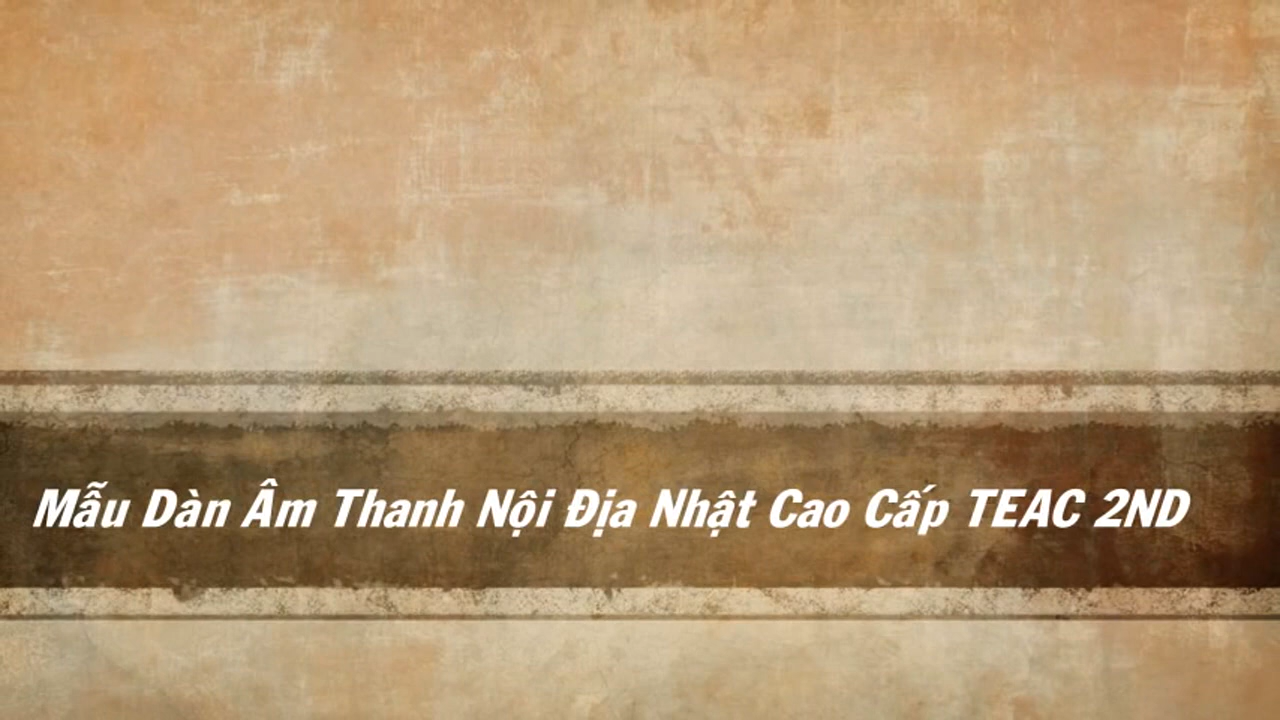 Mẫu Dàn Âm Thanh Nội Địa Nhật Cao Cấp TEAC 2ND